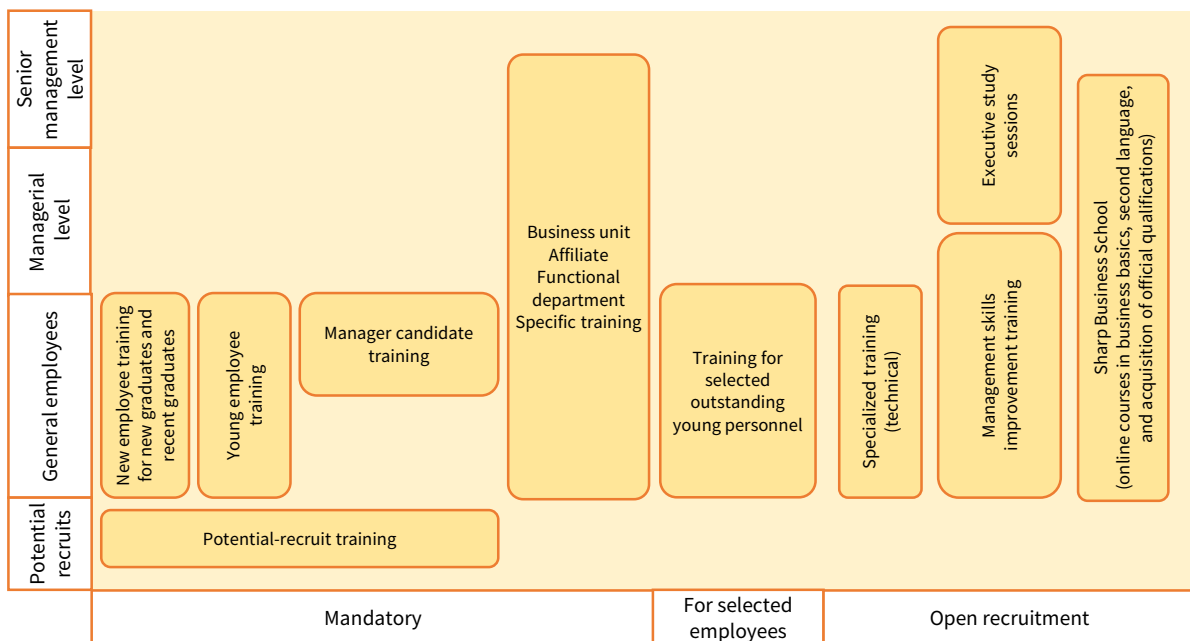 Senior
management
level
Managerial
level
General employees
Potential
recruits
New employee training
for new graduates and
recent graduates
Young employee
training
Manager candidate
training
Potential-recruit training
Business unit
Affiliate
Functional
department
Specific training
Training for
selected
outstanding
young personnel
Specialized training
(technical)
Executive study
sessions
Management skills
improvement training
Sharp Business School
(online courses in business basics, second language,
and acquisition of official qualifications)
Mandatory
For selected
employees
Open recruitment